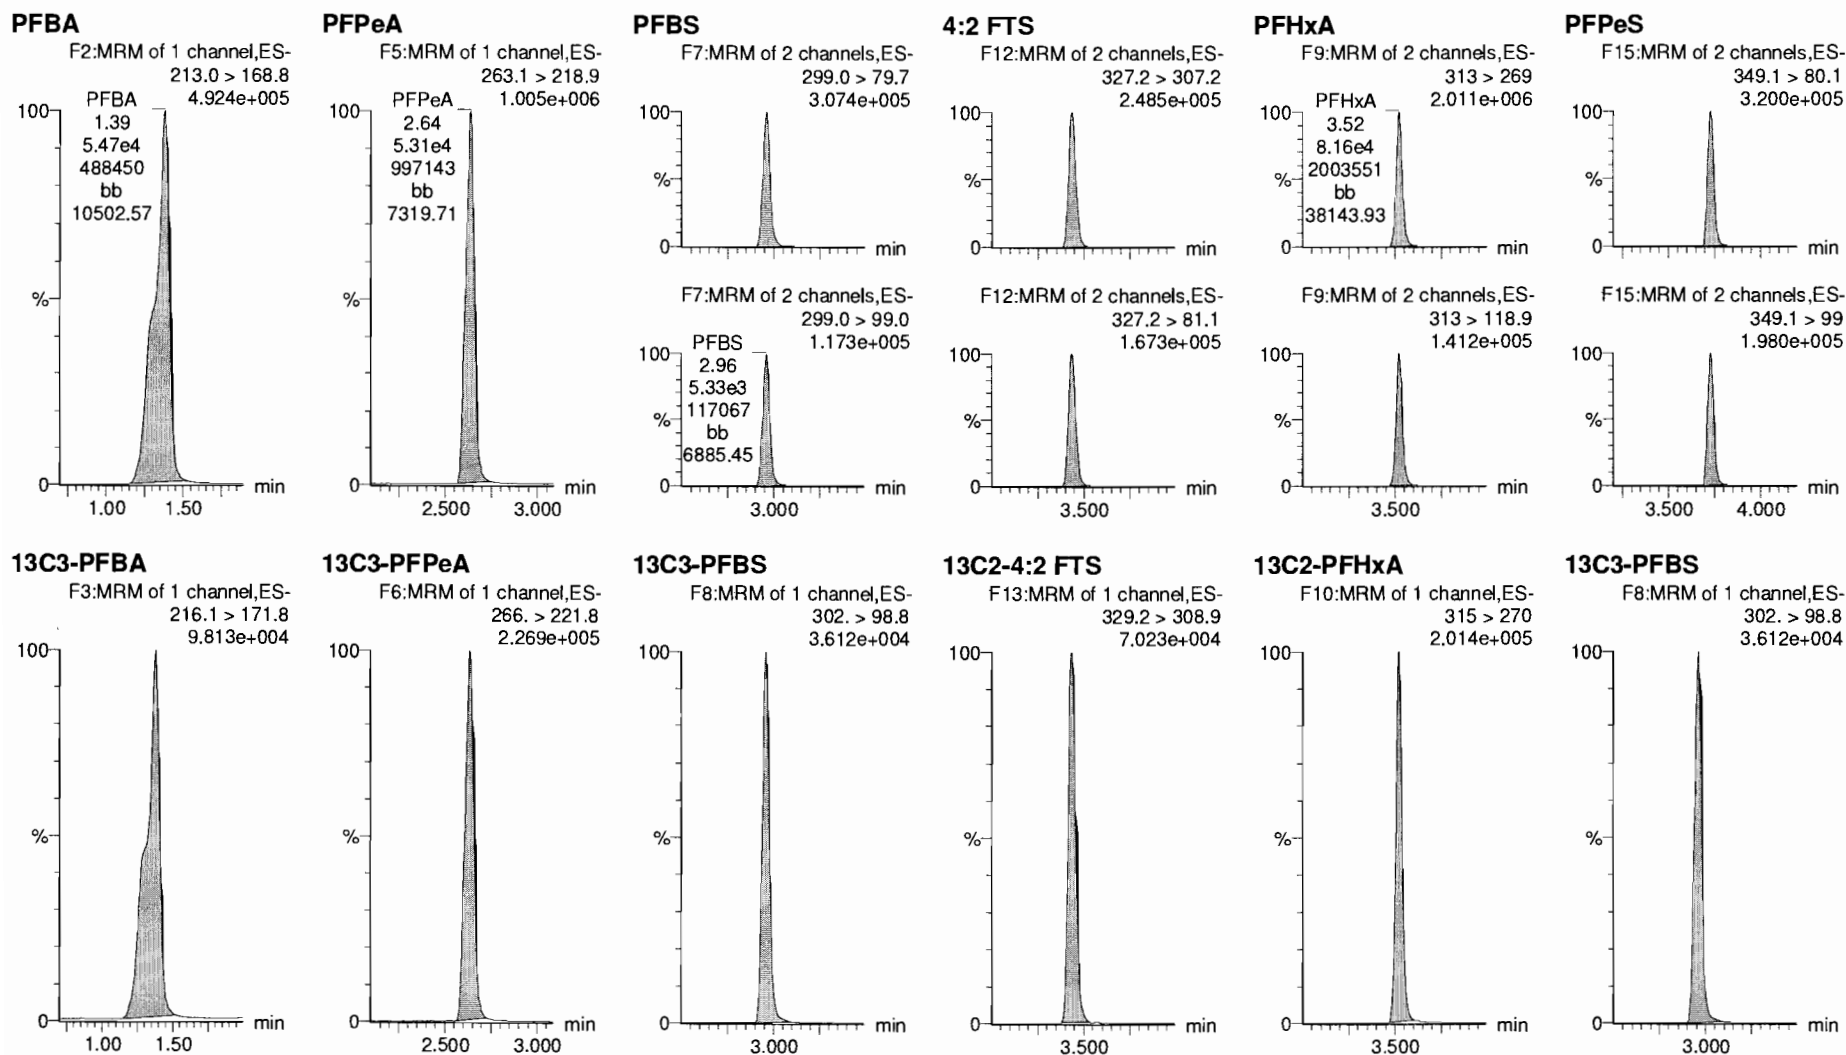 PFBA
F2:MRM of 1 channel,ES-
213.0 > 168.8
4.924e+005
PFBA
1.39
5.47e4
488450
bb
10502.57
100
%
0
min
1.00 1.50
PFPeA
F5:MRM of 1 channel,ES-
263.1 > 218.9
1.005e+006
PFPeA
2.64
5.31e4
997143
bb
7319.71
100
%
0
min
2.500 3.000
PFBS
F7:MRM of 2 channels,ES-
299.0 > 79.7
3.074e+005
100
%
0
min
F7:MRM of 2 channels,ES-
299.0 > 99.0
1.173e+005
PFBS
2.96
5.33e3
117067
bb
6885.45
100
%
0
min
3.000
4:2 FTS
F12:MRM of 2 channels,ES-
327.2 > 307.2
2.485e+005
100
%
0
min
F12:MRM of 2 channels,ES-
327.2 > 81.1
1.673e+005
100
%
0
min
3.500
PFHxA
F9:MRM of 2 channels,ES-
313 > 269
2.011e+006
PFHxA
3.52
8.16e4
2003551
bb
38143.93
100
%
0
min
F9:MRM of 2 channels,ES-
313 > 118.9
1.412e+005
100
%
0
min
3.500
PFPeS
F15:MRM of 2 channels,ES-
349.1 > 80.1
3.200e+005
100
%
0
min
F15:MRM of 2 channels,ES-
349.1 > 99
1.980e+005
100
%
0
min
3.500 4.000
13C3-PFBA
F3:MRM of 1 channel,ES-
216.1 > 171.8
9.813e+004
100
%
0
min
1.00 1.50
13C3-PFPeA
F6:MRM of 1 channel,ES-
266. > 221.8
2.269e+005
100
%
0
min
2.500 3.000
13C3-PFBS
F8:MRM of 1 channel,ES-
302. > 98.8
3.612e+004
100
%
0
min
3.000
13C2-4:2 FTS
F13:MRM of 1 channel,ES-
329.2 > 308.9
7.023e+004
100
%
0
min
3.500
13C2-PFHxA
F10:MRM of 1 channel,ES-
315 > 270
2.014e+005
100
%
0
min
3.500
13C3-PFBS
F8:MRM of 1 channel,ES-
302. > 98.8
3.612e+004
100
%
0
min
3.000